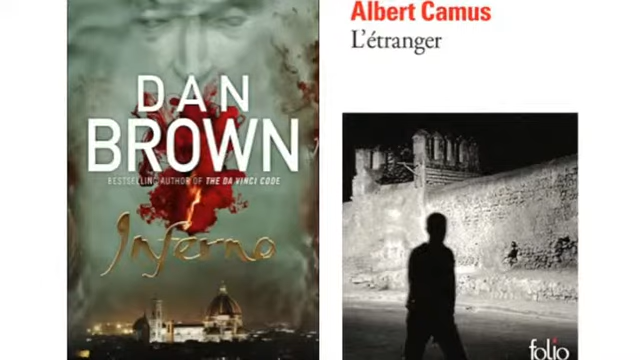 DAN
BROWN
BESTSELLING AUTHOR OF THE DA VINCI CODE
Inferno
Albert Camus
L'étranger
folio